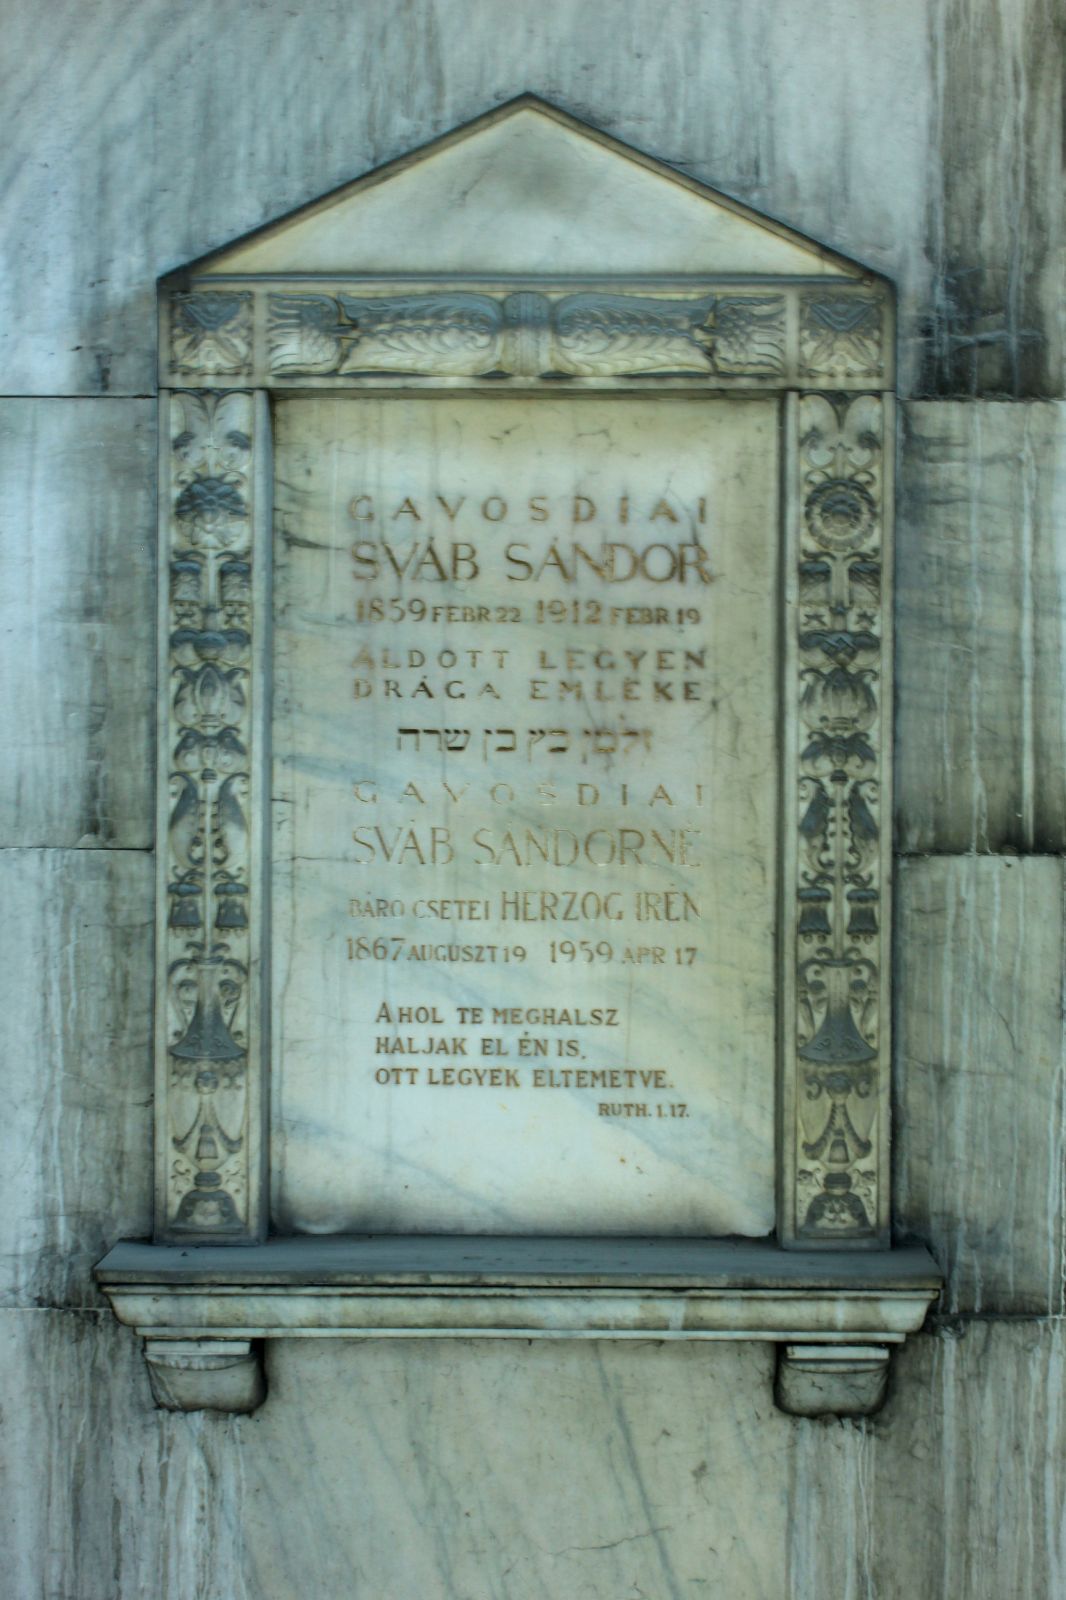 GAVOSDIAI
SVÁB SÁNDOR
1859 FEBR 22 1912 FEBR 19
ÁLDOTT LEGYEN
DRÁGA EMLÉKE
זלמן כץ בן שרה
GAVOSDIAI
SVÁB SÁNDORNÉ
BÁRÓ CSETEI HERZOG IRÉN
1867 AUGUSZT 19 1959 ÁPR 17
AHOL TE MEGHALSZ
HALJAK EL ÉN IS.
OTT LEGYEK ELTEMETVE.
RUTH. 1.17.